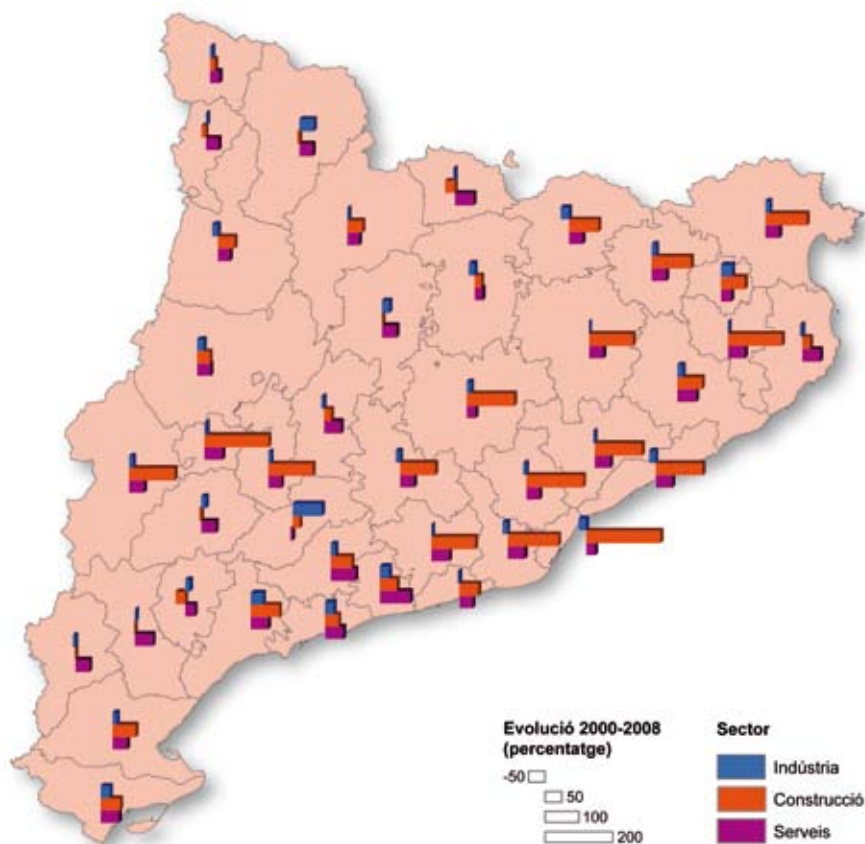 Evolució 2000-2008
(percentatge)
-50
50
100
200
Sector
Indústria
Construcció
Serveis